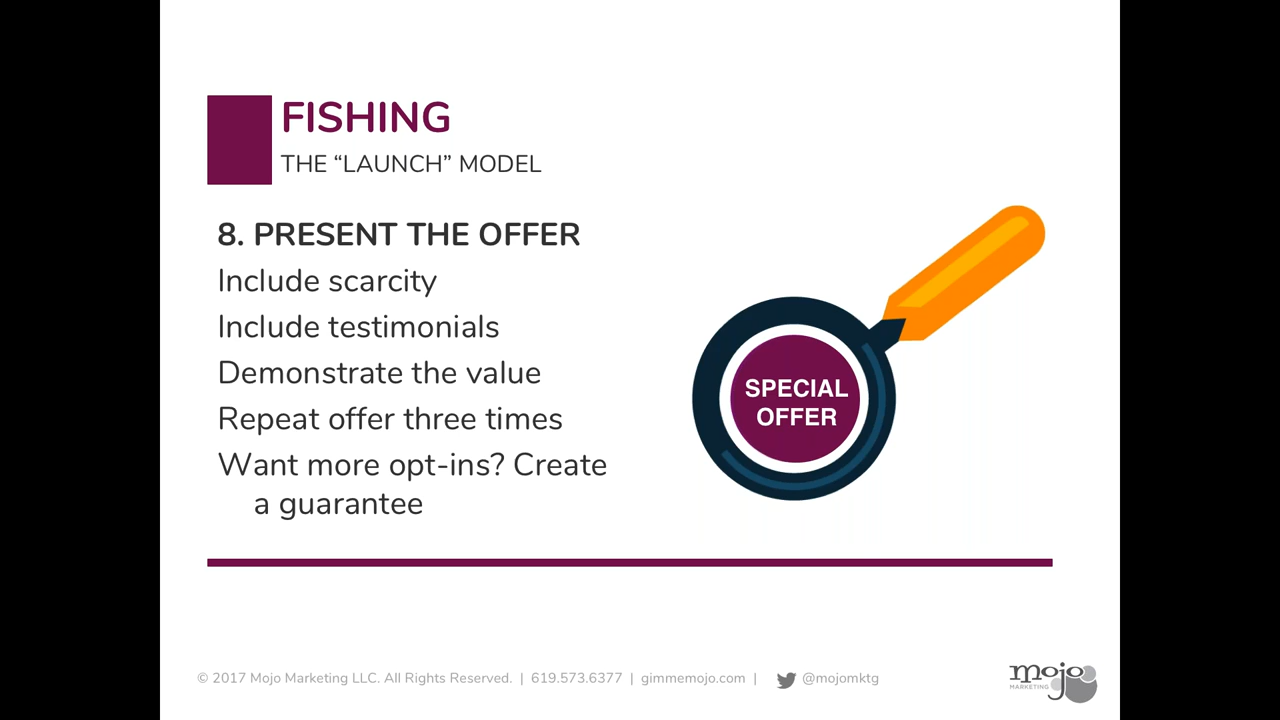 FISHING
THE “LAUNCH” MODEL
8. PRESENT THE OFFER
Include scarcity
Include testimonials
Demonstrate the value
Repeat offer three times
Want more opt-ins? Create
a guarantee
SPECIAL
OFFER
© 2017 Mojo Marketing LLC. All Rights Reserved. | 619.573.6377 | gimmemojo.com | @mojomktg
mojo
MARKETING